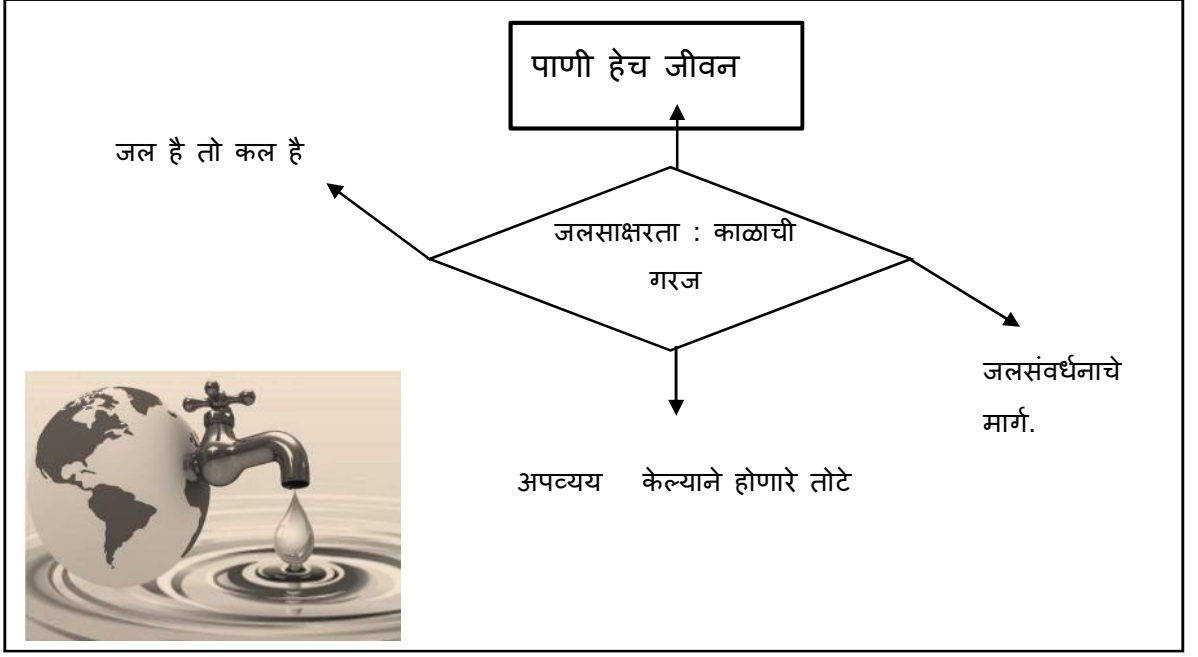 पाणी हेच जीवन
जल है तो कल है
जलसाक्षरता : काळाची
गरज
जलसंवर्धनाचे
मार्ग.
अपव्यय केल्याने होणारे तोटे